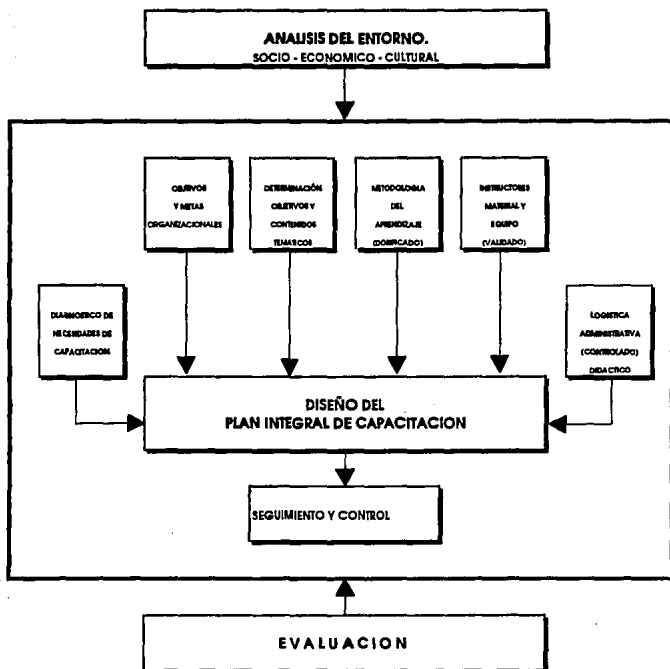 ANALISIS DEL ENTORNO.
SOCIO - ECONOMICO - CULTURAL
OBJETIVOS
Y METAS
ORGANIZACIONALES
DETERMINACIÓN
OBJETIVOS Y
CONTENIDOS
TEMATICOS
METODOLOGIA
DEL
APRENDIZAJE
(DOSIFICADO)
INSTRUCTORES
MATERIAL Y
EQUIPO
(VALIDADO)
DIAGNOSTICO DE
NECESIDADES DE
CAPACITACION
LOGISTICA
ADMINISTRATIVA
(CONTROLADO)
DIDACTICO
DISEÑO DEL
PLAN INTEGRAL DE CAPACITACION
SEGUIMIENTO Y CONTROL
EVALUACION